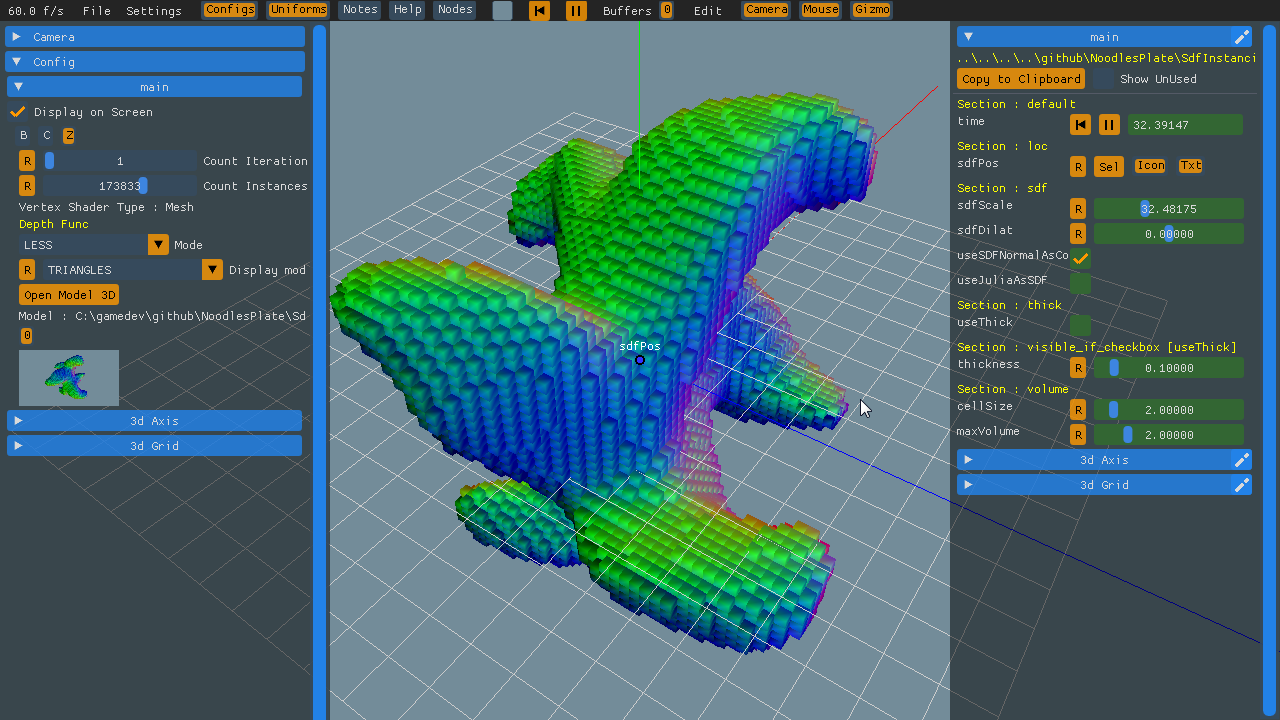 60.0 f/s File Settings Configs Uniforms Notes Help Nodes Buffers 0 Edit Camera Mouse Gizmo
Camera
Config
main
Display on Screen
B C Z
R 1 Count Iteration
R 173833 Count Instances
Vertex Shader Type : Mesh
Depth Func
LESS Mode
R TRIANGLES Display mod
Open Model 3D
Model : C:\gamedev\github\NoodlesPlate\Sd
0
3d Axis
3d Grid
sdfPos
main
..\..\..\..\github\NoodlesPlate\SdfInstanci
Copy to Clipboard Show UnUsed
Section : default
time 32.39147
Section : loc
sdfPos R Sel Icon Txt
Section : sdf
sdfScale R 32.48175
sdfDilat R 0.00000
useSDFNormalAsCo
useJuliaAsSDF
Section : thick
useThick
Section : visible_if_checkbox [useThick]
thickness R 0.10000
Section : volume
cellSize R 2.00000
maxVolume R 2.00000
3d Axis
3d Grid